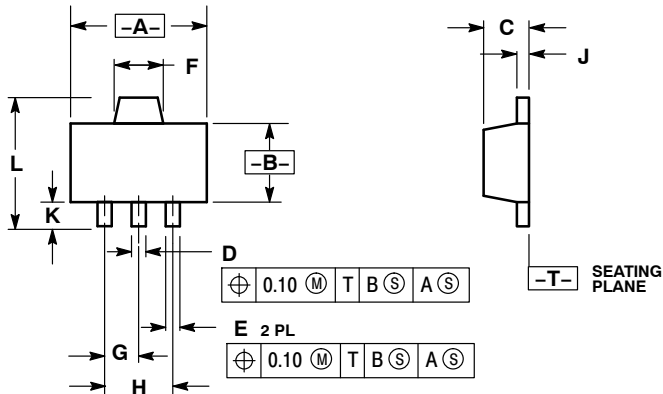 –A–
C
F
J
L
–B–
K
D
⌖ 0.10 Ⓜ T B Ⓢ A Ⓢ
–T– SEATING
PLANE
E 2 PL
G
⌖ 0.10 Ⓜ T B Ⓢ A Ⓢ
H